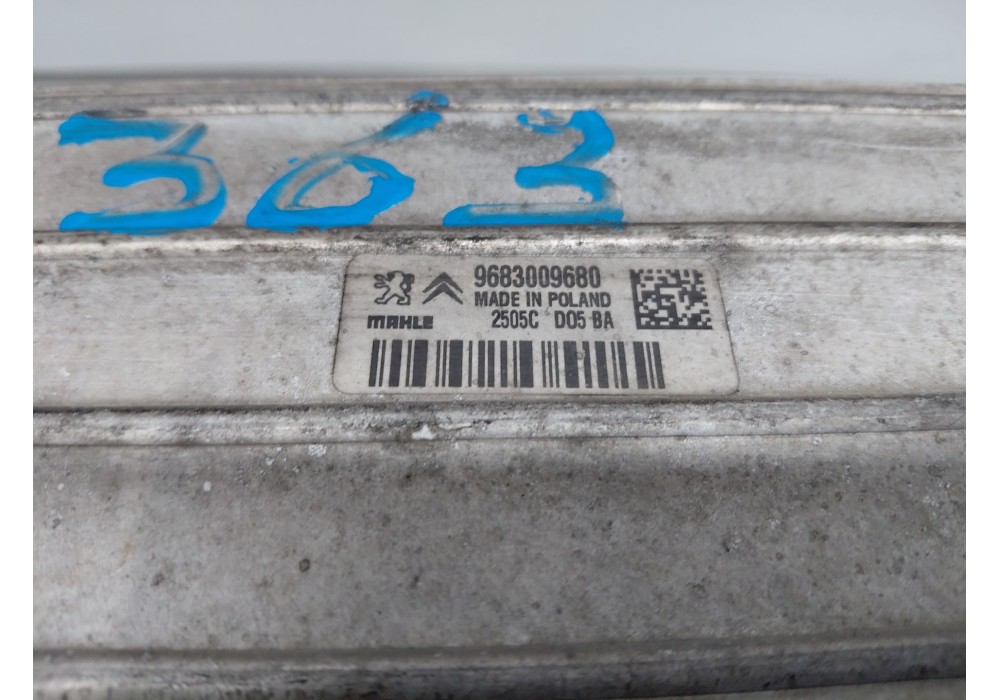 363
9683009680
MADE IN POLAND
MAHLE 2505C D05 BA